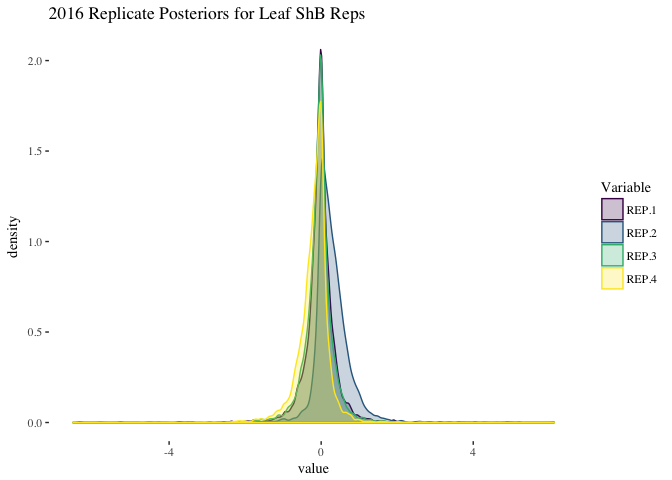 2016 Replicate Posteriors for Leaf ShB Reps
2.0
1.5
1.0
0.5
0.0
density
-4
0
4
value
Variable
REP.1
REP.2
REP.3
REP.4